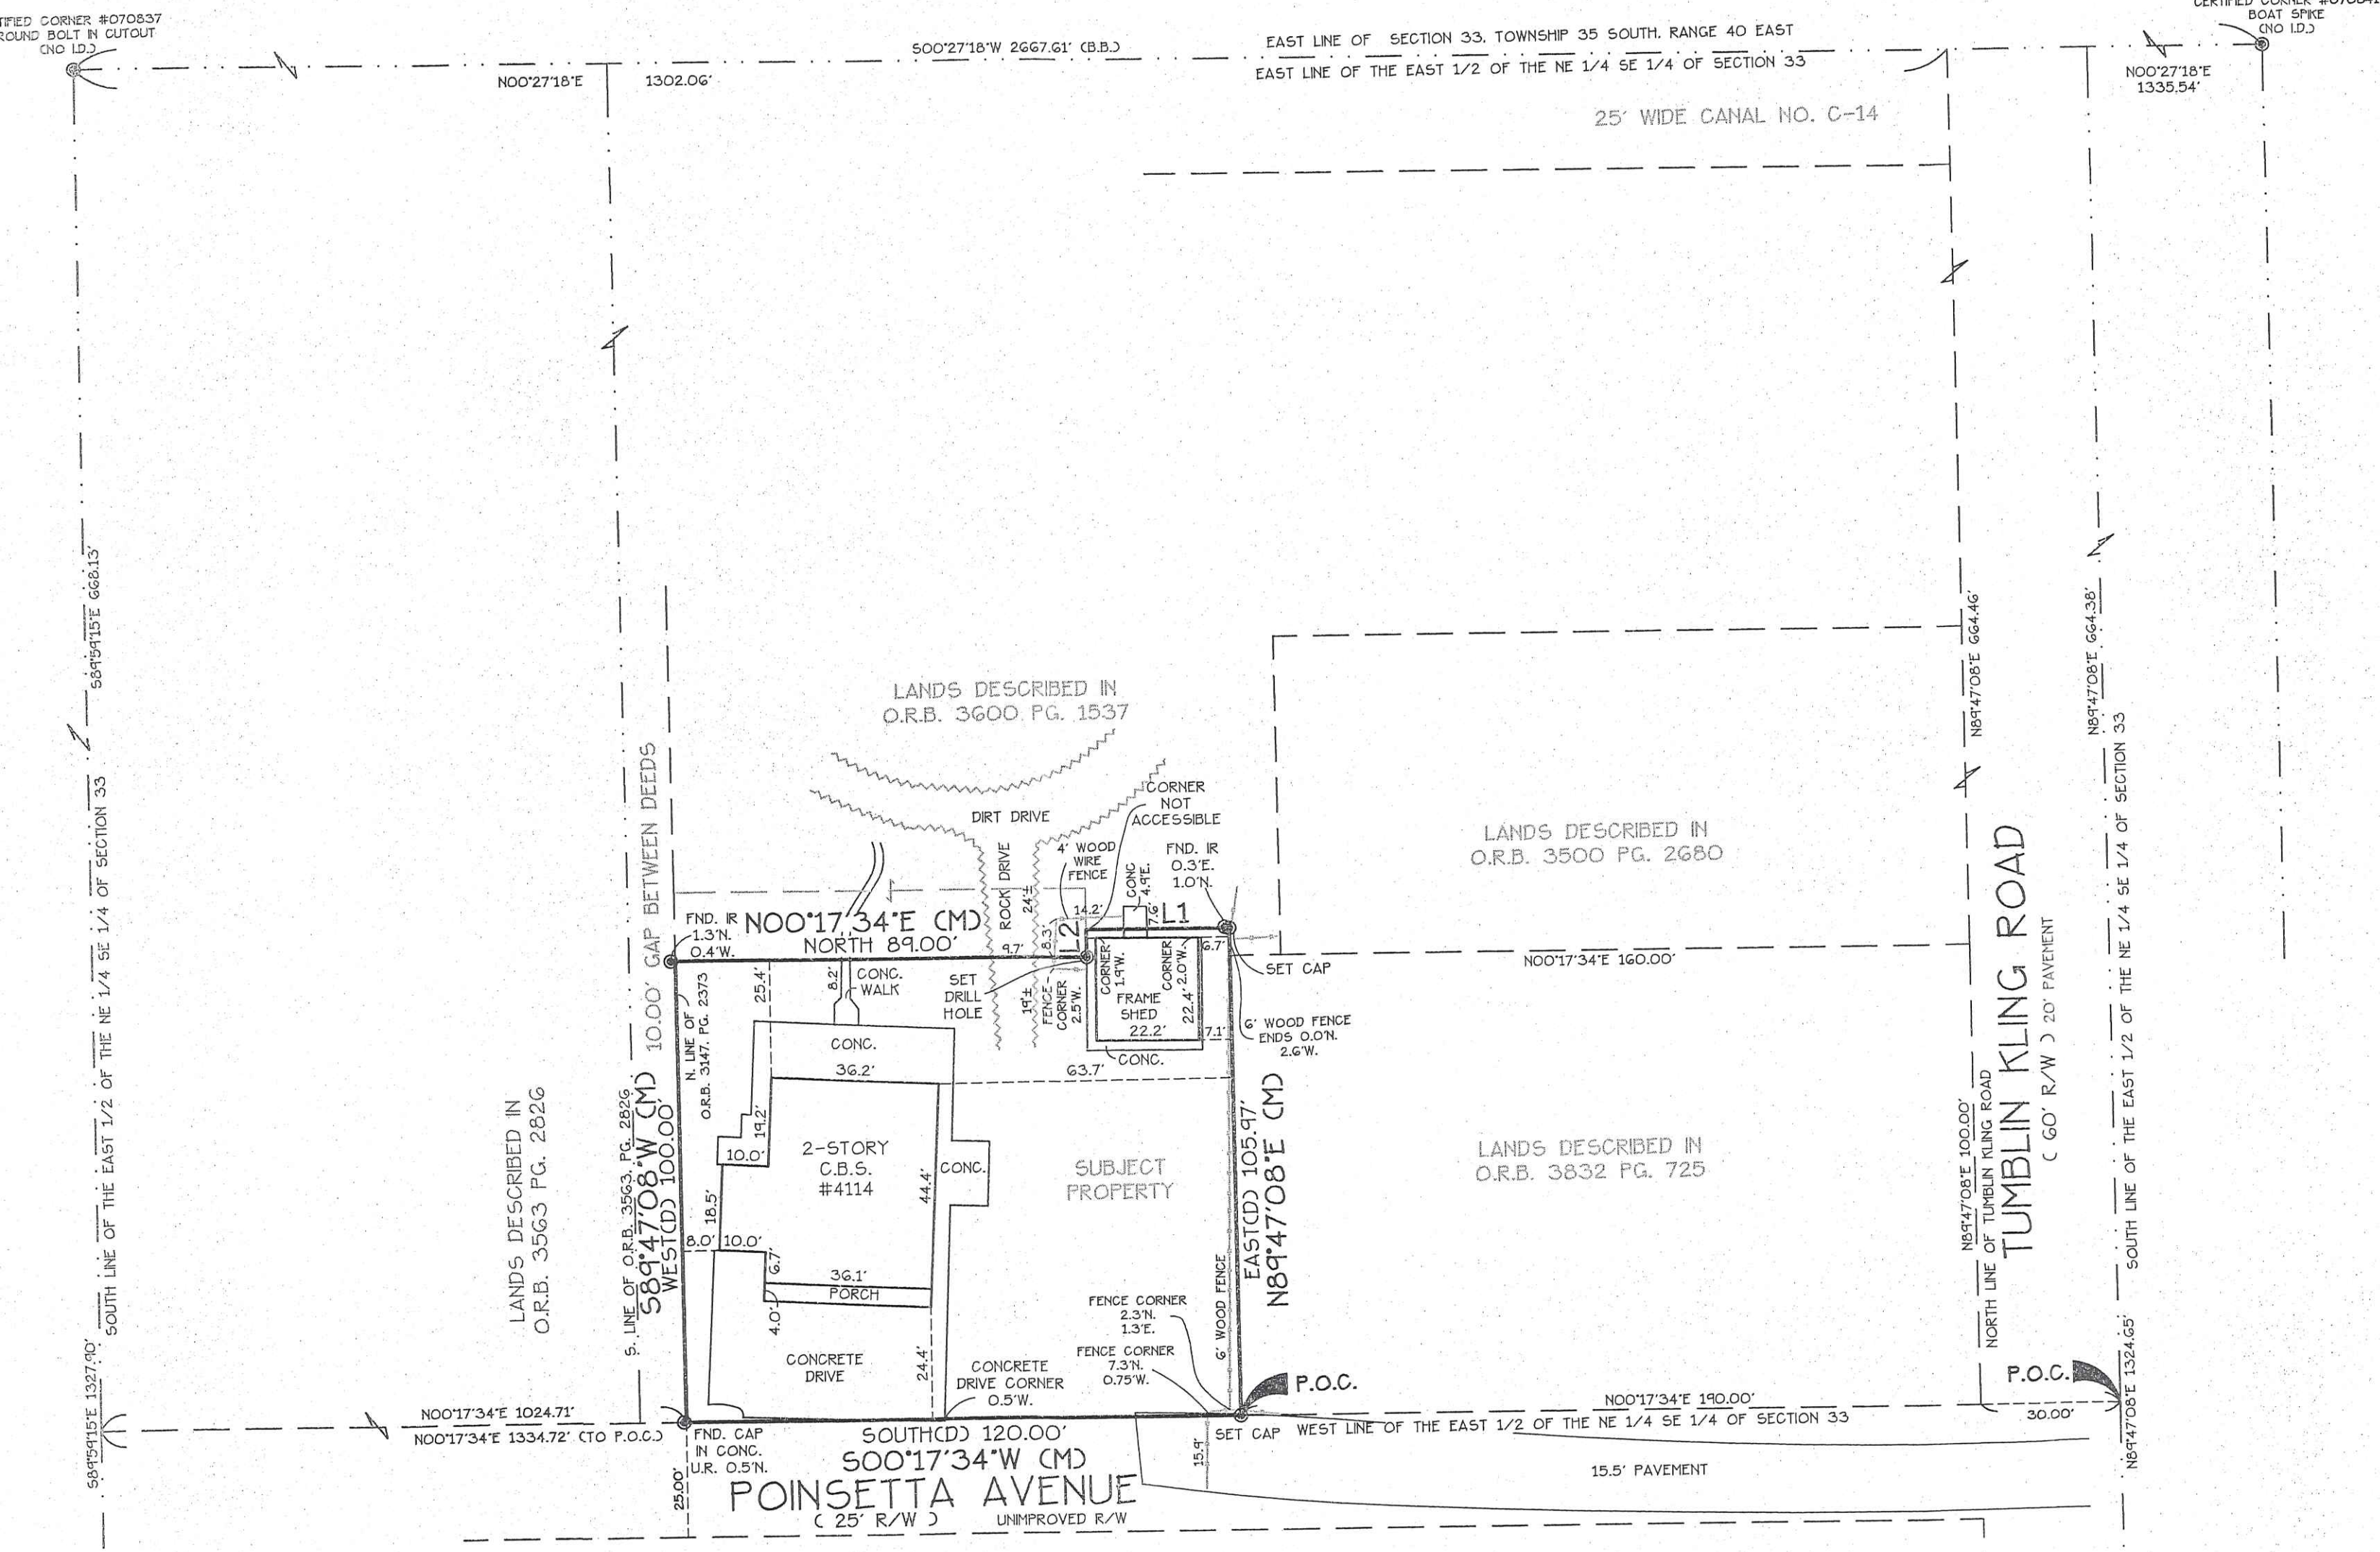 TIFIED CORNER #070837
ROUND BOLT IN CUTOUT
(NO I.D.)
N00°27'18"E
1302.06'
S00°27'18"W 2667.61' (B.B.)
EAST LINE OF SECTION 33, TOWNSHIP 35 SOUTH, RANGE 40 EAST
EAST LINE OF THE EAST 1/2 OF THE NE 1/4 SE 1/4 OF SECTION 33
BOAT SPIKE
(NO I.D.)
N00°27'18"E
1335.54'
25' WIDE CANAL NO. C-14
S89°59'15"E 668.13'
SOUTH LINE OF THE EAST 1/2 OF THE NE 1/4 SE 1/4 OF SECTION 33
S89°59'15"E 1327.90'
LANDS DESCRIBED IN
O.R.B. 3600 PG. 1537
DIRT DRIVE
ROCK DRIVE
24'±
4' WOOD
WIRE
FENCE
CORNER
NOT
ACCESSIBLE
FND. IR
0.3'E.
1.0'N.
CONC
4.9'E.
7.6'
14.2'
L1
L2
8.3'
9.7'
10.00' GAP BETWEEN DEEDS
FND. IR
1.3'N.
0.4'W.
N00°17'34"E (M)
NORTH 89.00'
N. LINE OF
O.R.B. 3147, PG. 2373
25.4'
8.2'
CONC.
WALK
SET
DRILL
HOLE
19'±
FENCE
CORNER
2.5'W.
CORNER
1.9'W.
CORNER
2.0'W.
6.7'
FRAME
SHED
22.2'
22.4'
7.1'
CONC.
SET CAP
6' WOOD FENCE
ENDS 0.0'N.
2.6'W.
CONC.
36.2'
63.7'
LANDS DESCRIBED IN
O.R.B. 3563 PG. 2826
S. LINE OF O.R.B. 3563, PG. 2826
S89°47'08"W (M)
WEST(D) 100.00'
19.2'
10.0'
18.5'
8.0'
10.0'
6.7'
2-STORY
C.B.S.
#4114
44.4'
CONC.
36.1'
PORCH
4.0'
24.4'
CONCRETE
DRIVE
CONCRETE
DRIVE CORNER
0.5'W.
SUBJECT
PROPERTY
FENCE CORNER
2.3'N.
1.3'E.
FENCE CORNER
7.3'N.
0.75'W.
6' WOOD FENCE
EAST(D) 105.97'
N89°47'08"E (M)
LANDS DESCRIBED IN
O.R.B. 3500 PG. 2680
N00°17'34"E 160.00'
LANDS DESCRIBED IN
O.R.B. 3832 PG. 725
N89°47'08"E 664.46'
N89°47'08"E 100.00'
NORTH LINE OF TUMBLIN KLING ROAD
TUMBLIN KLING ROAD
( 60' R/W ) 20' PAVEMENT
N89°47'08"E 664.38'
SOUTH LINE OF THE EAST 1/2 OF THE NE 1/4 SE 1/4 OF SECTION 33
N89°47'08"E 1324.65'
P.O.C.
P.O.C.
N00°17'34"E 190.00'
30.00'
SET CAP
WEST LINE OF THE EAST 1/2 OF THE NE 1/4 SE 1/4 OF SECTION 33
N00°17'34"E 1024.71'
N00°17'34"E 1334.72' (TO P.O.C.)
FND. CAP
IN CONC.
U.R. 0.5'N.
25.00'
SOUTH(D) 120.00'
S00°17'34"W (M)
POINSETTA AVENUE
( 25' R/W )
UNIMPROVED R/W
15.9'
15.5' PAVEMENT